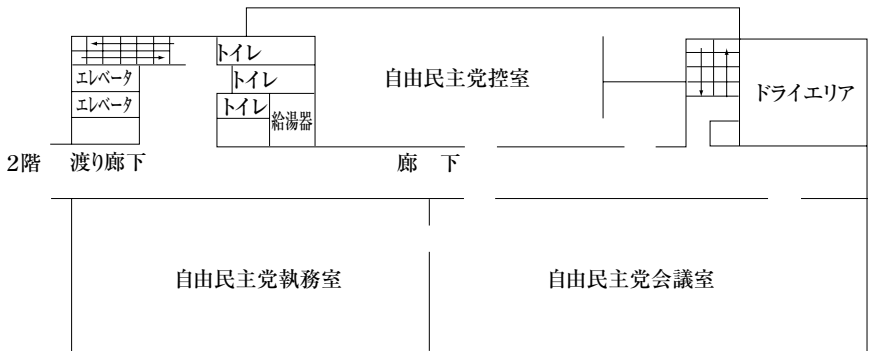 トイレ
エレベータ
トイレ
自由民主党控室
ドライエリア
エレベータ
トイレ
給湯器
2階 渡り廊下
廊 下
自由民主党執務室
自由民主党会議室